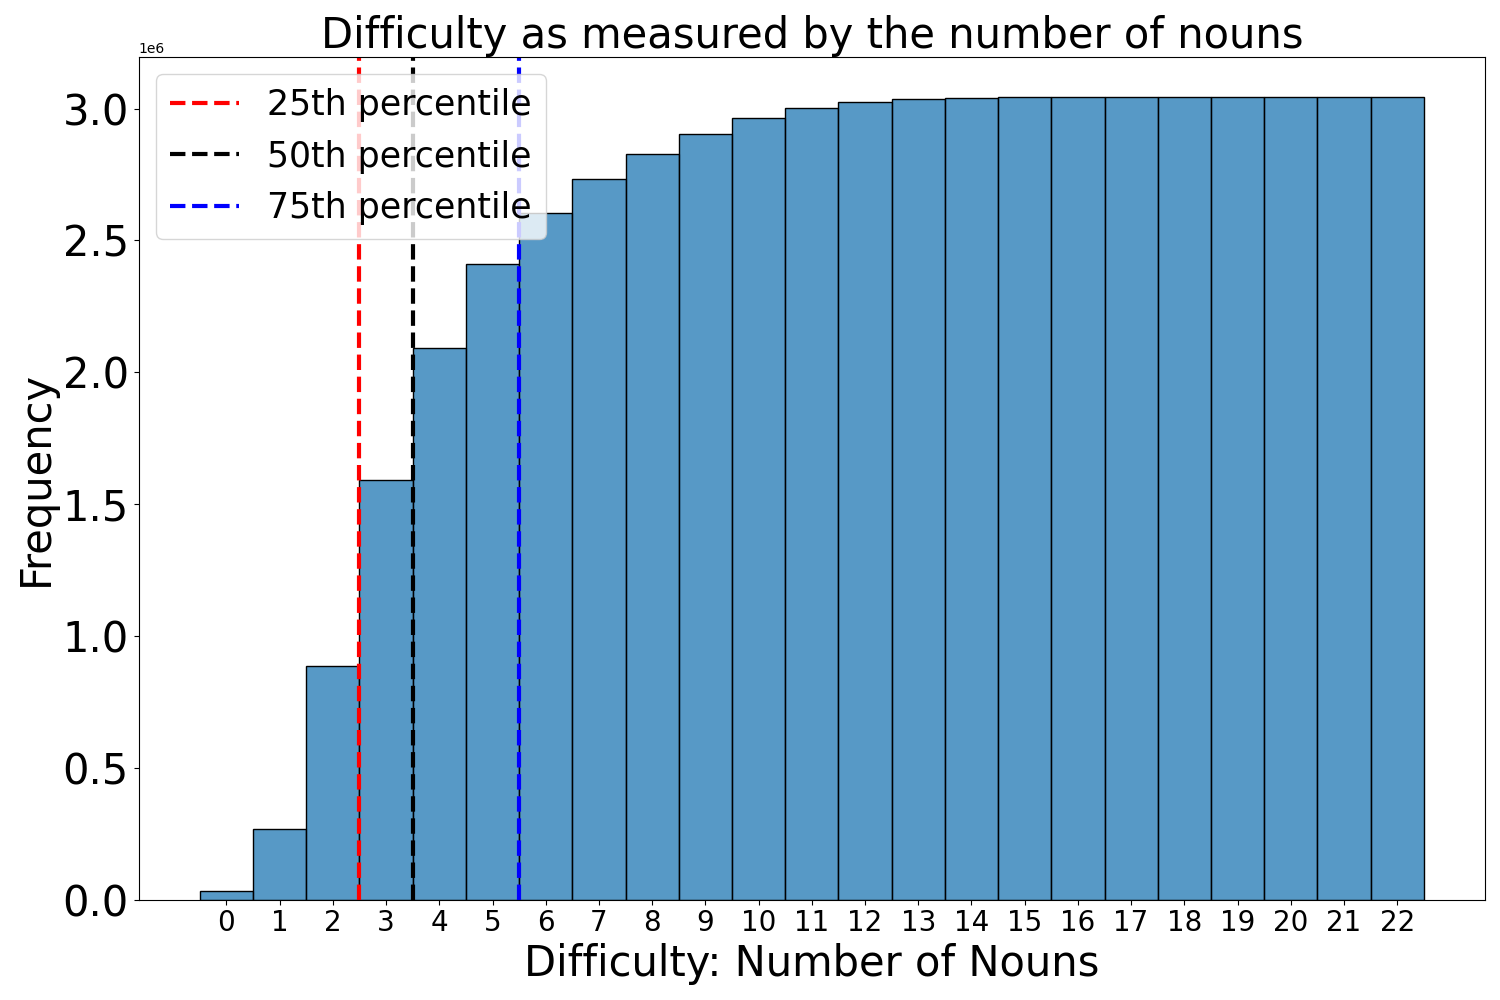 Difficulty as measured by the number of nouns
1e6
25th percentile
50th percentile
75th percentile
Frequency
3.0
2.5
2.0
1.5
1.0
0.5
0.0
0 1 2 3 4 5 6 7 8 9 10 11 12 13 14 15 16 17 18 19 20 21 22
Difficulty: Number of Nouns